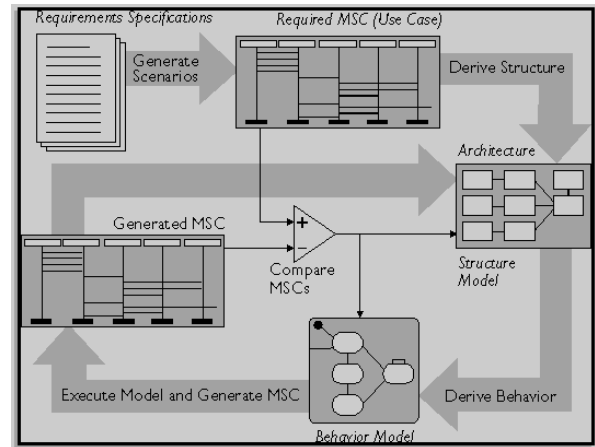 Requirements Specifications
Required MSC (Use Case)
Generate
Scenarios
Derive Structure
Architecture
Generated MSC
+
−
Compare
MSCs
Structure
Model
Execute Model and Generate MSC
Derive Behavior
Behavior Model